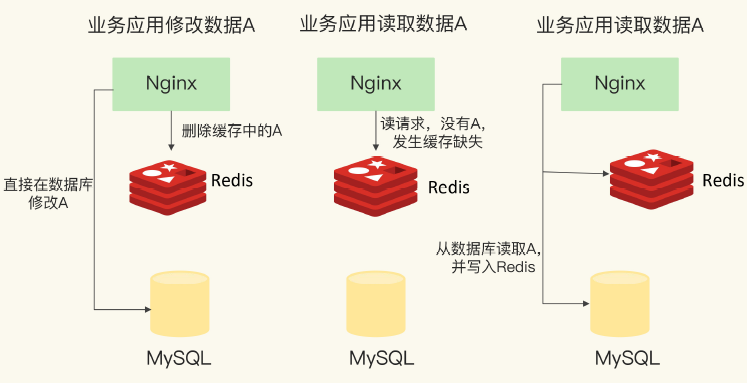 业务应用修改数据A
业务应用读取数据A
业务应用读取数据A
Nginx
Nginx
Nginx
删除缓存中的A
读请求，没有A，
发生缓存缺失
直接在数据库
修改A
Redis
Redis
Redis
从数据库读取A，
并写入Redis
MySQL
MySQL
MySQL